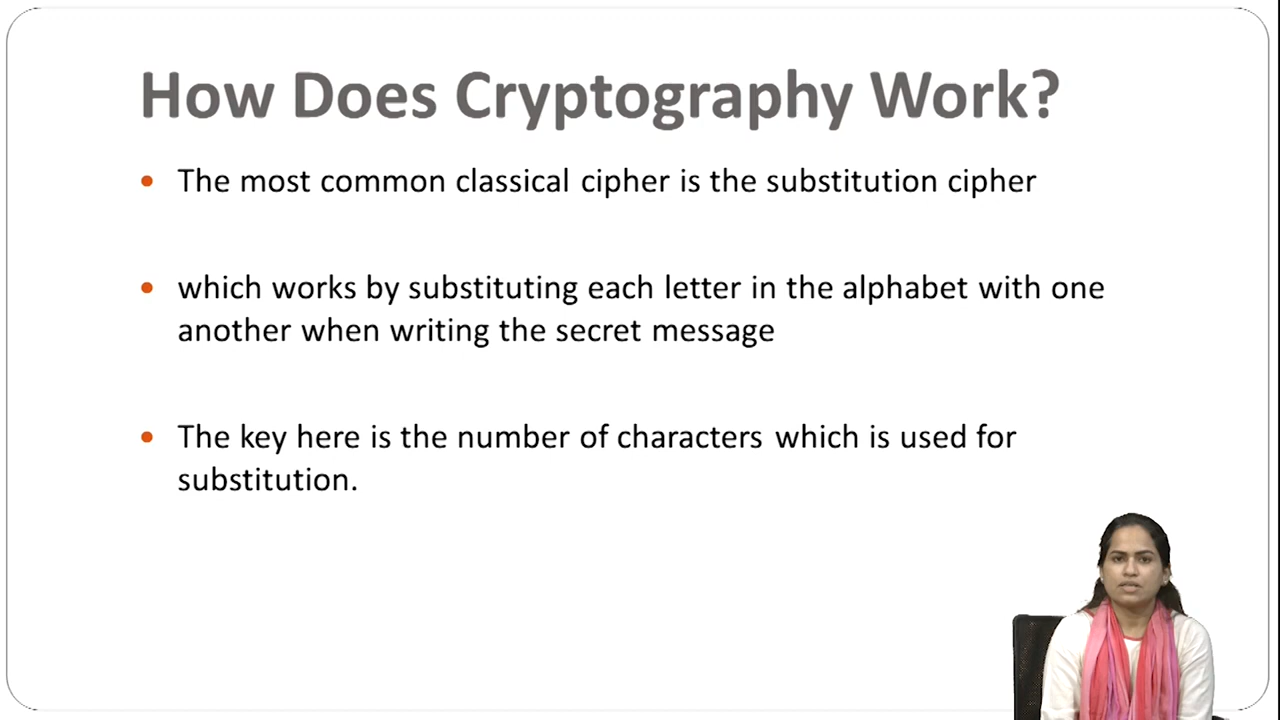 How Does Cryptography Work?
• The most common classical cipher is the substitution cipher
• which works by substituting each letter in the alphabet with one
another when writing the secret message
• The key here is the number of characters which is used for
substitution.